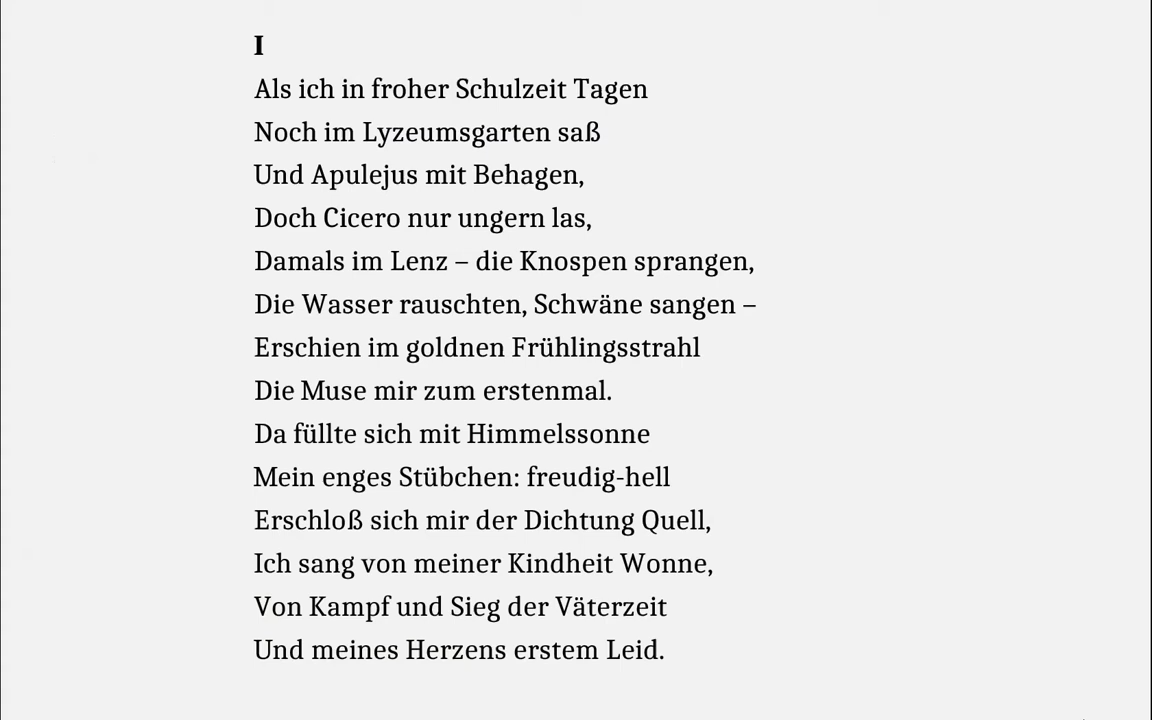 I
Als ich in froher Schulzeit Tagen
Noch im Lyzeumsgarten saß
Und Apulejus mit Behagen,
Doch Cicero nur ungern las,
Damals im Lenz – die Knospen sprangen,
Die Wasser rauschten, Schwäne sangen –
Erschien im goldnen Frühlingsstrahl
Die Muse mir zum erstenmal.
Da füllte sich mit Himmelssonne
Mein enges Stübchen: freudig-hell
Erschloß sich mir der Dichtung Quell,
Ich sang von meiner Kindheit Wonne,
Von Kampf und Sieg der Väterzeit
Und meines Herzens erstem Leid.